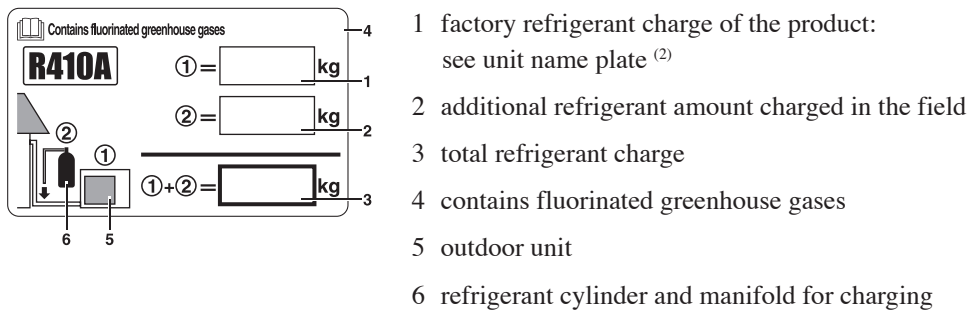 Contains fluorinated greenhouse gases
4
R410A
①= kg
1
②= kg
2
②
①
①+②= kg
3
6
5
1 factory refrigerant charge of the product:
see unit name plate (2)
2 additional refrigerant amount charged in the field
3 total refrigerant charge
4 contains fluorinated greenhouse gases
5 outdoor unit
6 refrigerant cylinder and manifold for charging